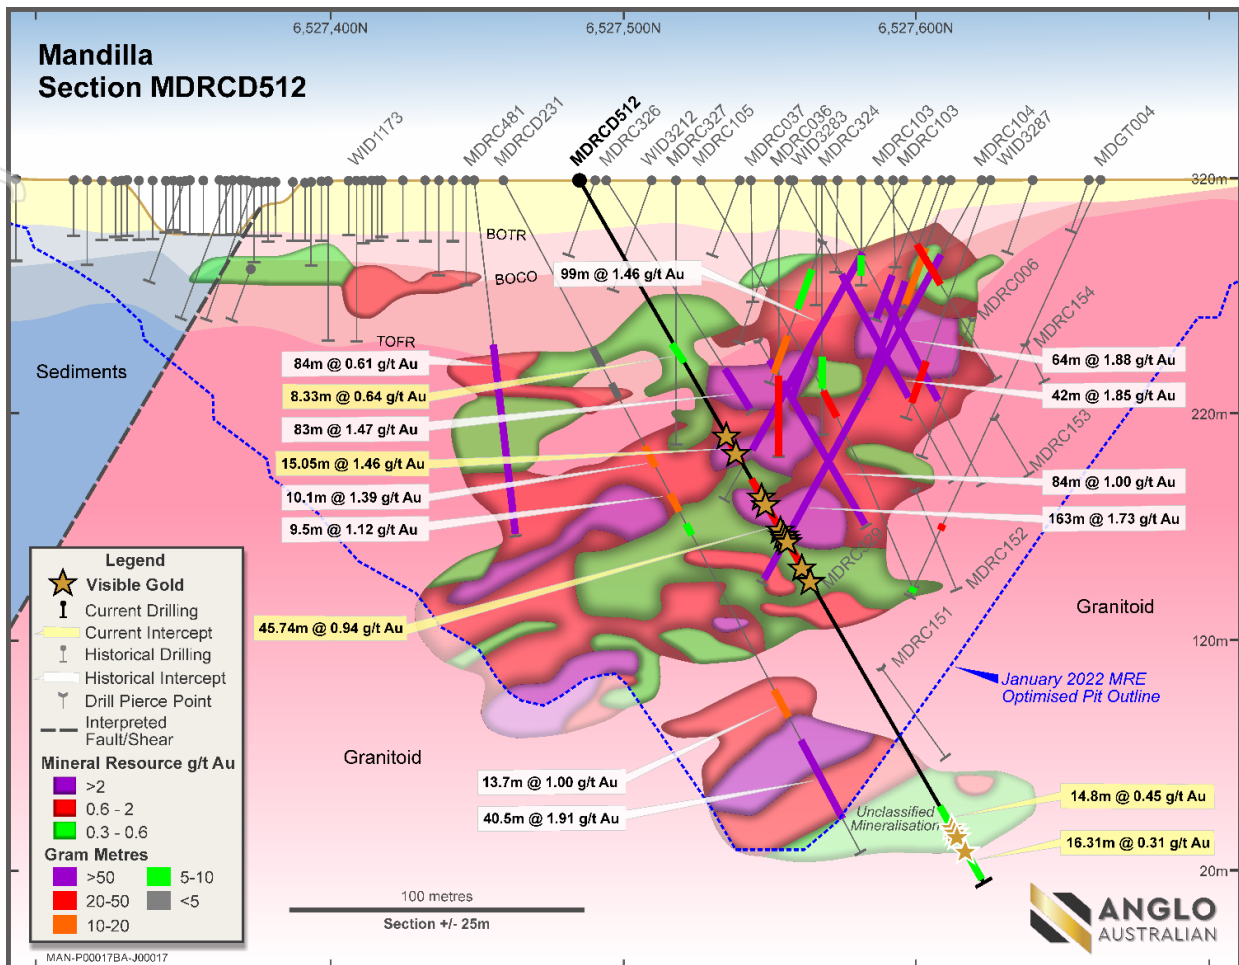 6,527,400N
6,527,500N
6,527,600N
Mandilla
Section MDRCD512
WID1173
MDRC481
MDRCD231
MDRCD512
MDRC326
WID3212
MDRC327
MDRC105
MDRC037
MDRC036
WID3283
MDRC324
MDRC103
MDRC103
MDRC104
WID3287
MDGT004
320m
BOTR
BOCO
99m @ 1.46 g/t Au
MDRC006
MDRC154
TOFR
Sediments
84m @ 0.61 g/t Au
64m @ 1.88 g/t Au
8.33m @ 0.64 g/t Au
42m @ 1.85 g/t Au
83m @ 1.47 g/t Au
220m
MDRC153
15.05m @ 1.46 g/t Au
84m @ 1.00 g/t Au
10.1m @ 1.39 g/t Au
163m @ 1.73 g/t Au
9.5m @ 1.12 g/t Au
MDRC152
45.74m @ 0.94 g/t Au
Granitoid
120m
MDRC151
January 2022 MRE
Optimised Pit Outline
Granitoid
13.7m @ 1.00 g/t Au
40.5m @ 1.91 g/t Au
Unclassified
Mineralisation
14.8m @ 0.45 g/t Au
16.31m @ 0.31 g/t Au
20m
Legend
Visible Gold
Current Drilling
Current Intercept
Historical Drilling
Historical Intercept
Drill Pierce Point
Interpreted
Fault/Shear
Mineral Resource g/t Au
>2
0.6 - 2
0.3 - 0.6
Gram Metres
>50
5-10
20-50
<5
10-20
100 metres
Section +/- 25m
ANGLO
AUSTRALIAN
MAN-P00017BA-J00017